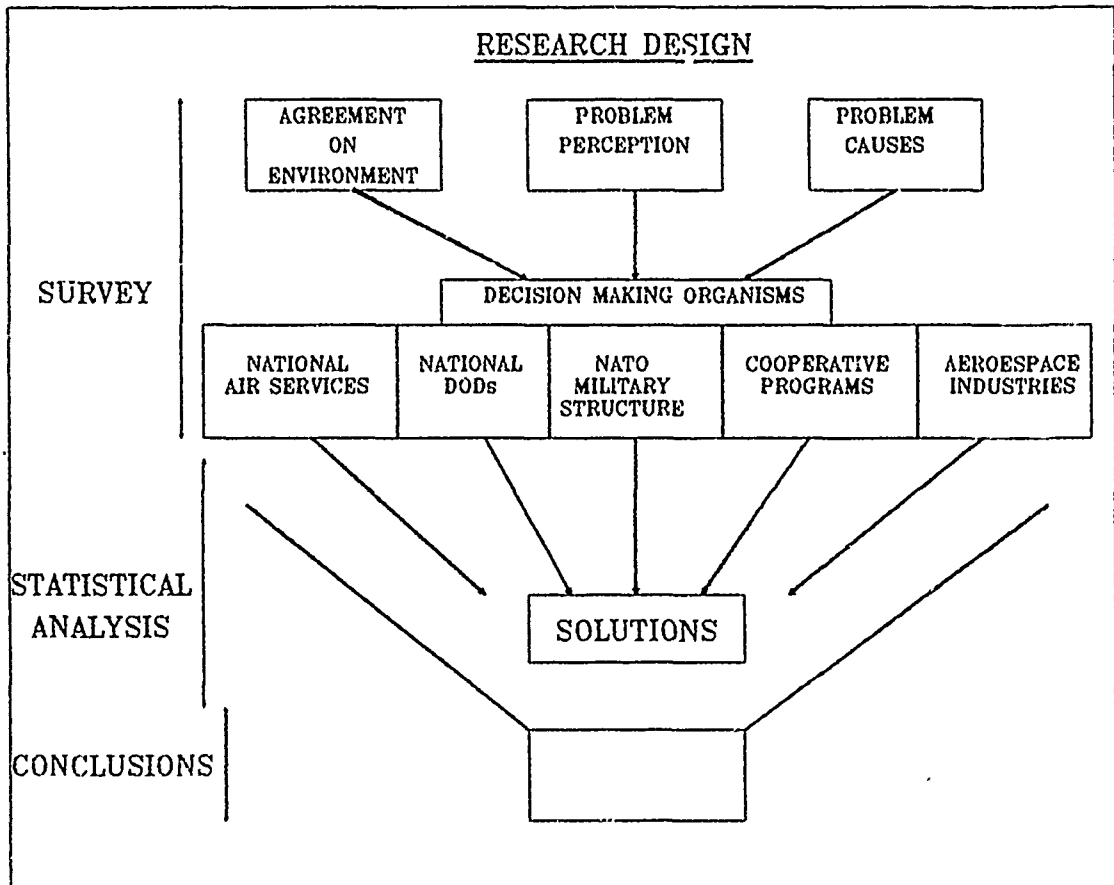 RESEARCH DESIGN
AGREEMENT
ON
ENVIRONMENT
PROBLEM
PERCEPTION
PROBLEM
CAUSES
SURVEY
DECISION MAKING ORGANISMS
NATIONAL
AIR SERVICES
NATIONAL
DODs
NATO
MILITARY
STRUCTURE
COOPERATIVE
PROGRAMS
AEROESPACE
INDUSTRIES
STATISTICAL
ANALYSIS
SOLUTIONS
CONCLUSIONS